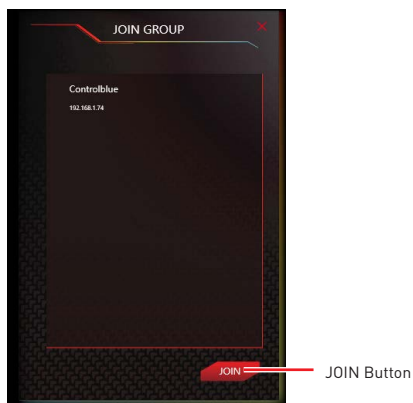 JOIN GROUP
Controlblue
192.168.1.74
JOIN
JOIN Button